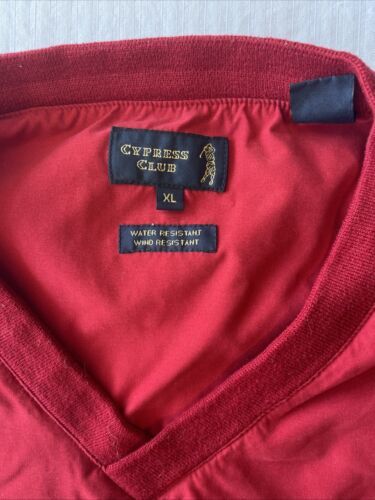 CYPRESS
CLUB
XL
WATER RESISTANT
WIND RESISTANT